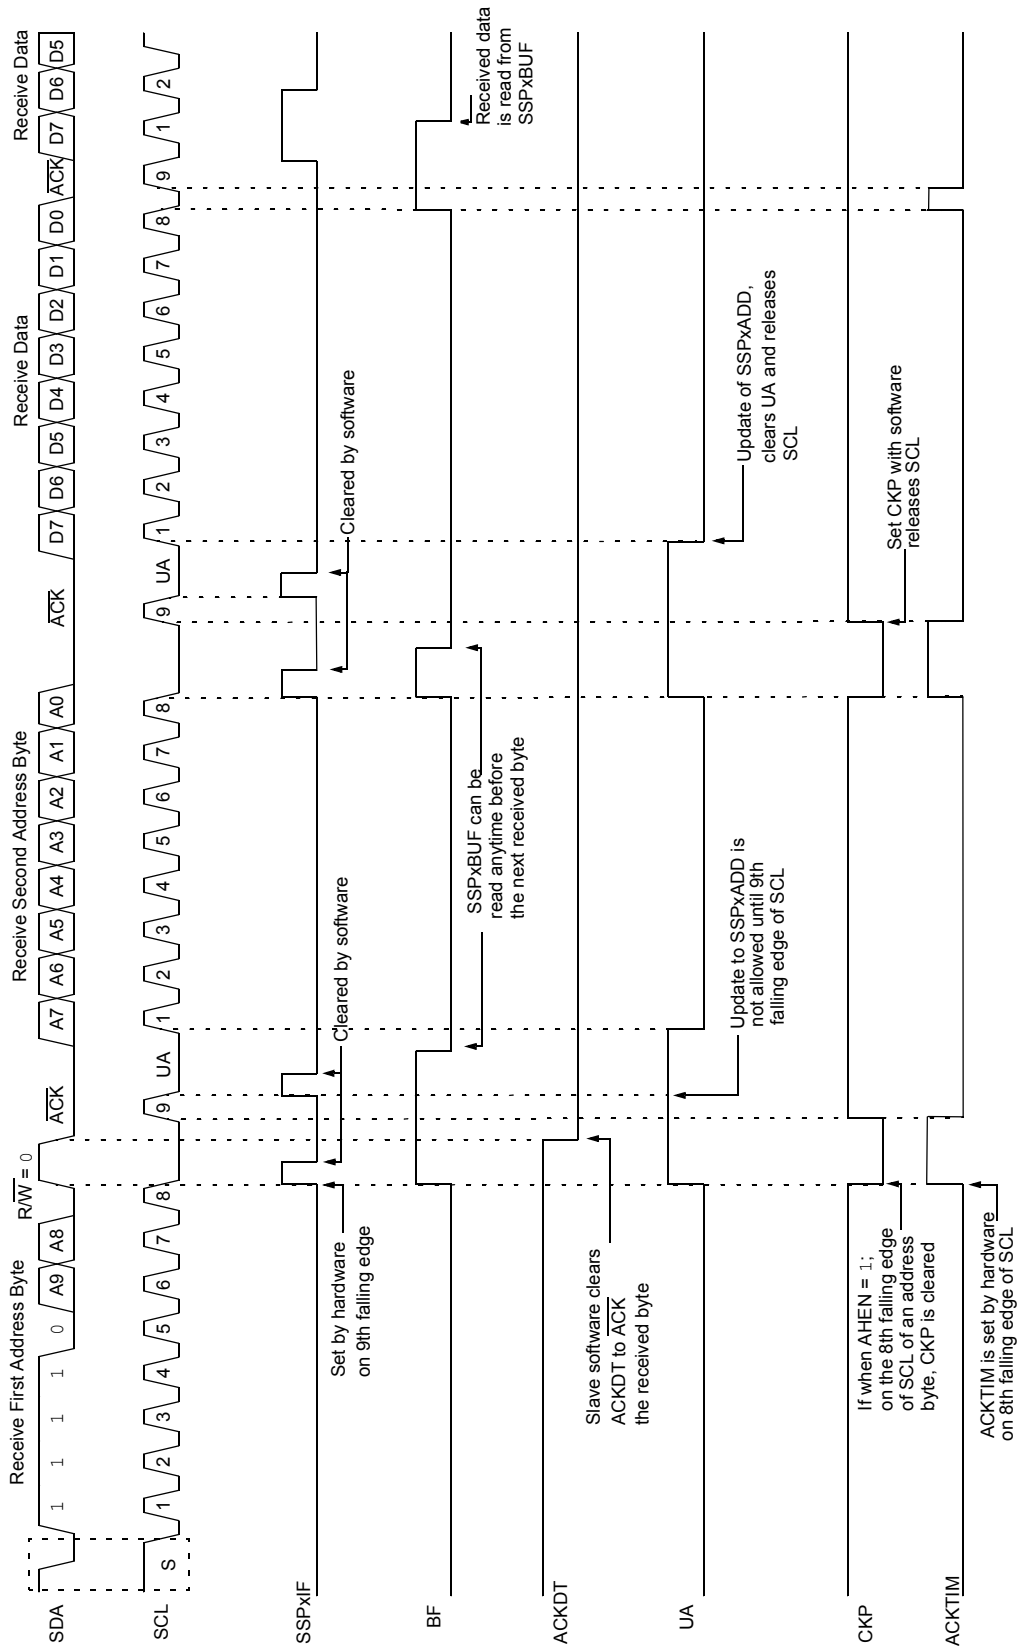 Receive First Address Byte
R/W = 0
Receive Second Address Byte
Receive Data
Receive Data
SDA
1 1 1 1 0 A9 A8
ACK
A7 A6 A5 A4 A3 A2 A1 A0
ACK
D7 D6 D5 D4 D3 D2 D1 D0
ACK
D7 D6 D5
SCL
S
1 2 3 4 5 6 7 8 9 UA 1 2 3 4 5 6 7 8 9 UA 1 2 3 4 5 6 7 8 9 1 2
SSPxIF
Set by hardware
on 9th falling edge
Cleared by software
Cleared by software
BF
SSPxBUF can be
read anytime before
the next received byte
Received data
is read from
SSPxBUF
ACKDT
Slave software clears
ACKDT to ACK
the received byte
UA
Update to SSPxADD is
not allowed until 9th
falling edge of SCL
Update of SSPxADD,
clears UA and releases
SCL
CKP
If when AHEN = 1;
on the 8th falling edge
of SCL of an address
byte, CKP is cleared
Set CKP with software
releases SCL
ACKTIM
ACKTIM is set by hardware
on 8th falling edge of SCL